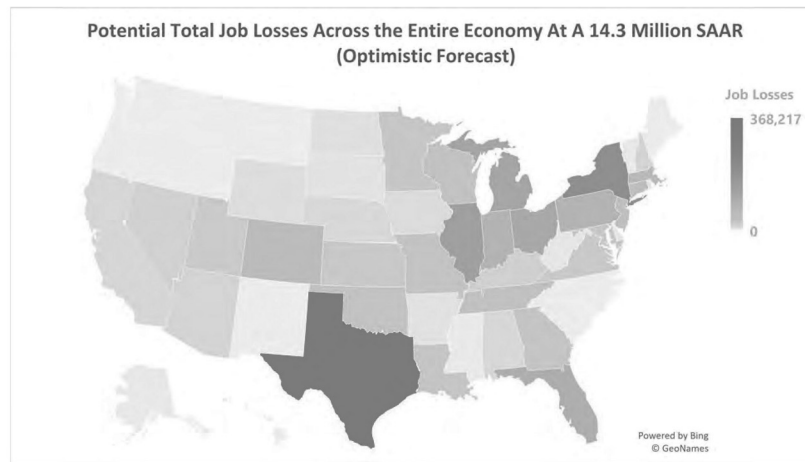 Potential Total Job Losses Across the Entire Economy At A 14.3 Million SAAR
(Optimistic Forecast)
Job Losses
368,217
0
Powered by Bing
© GeoNames